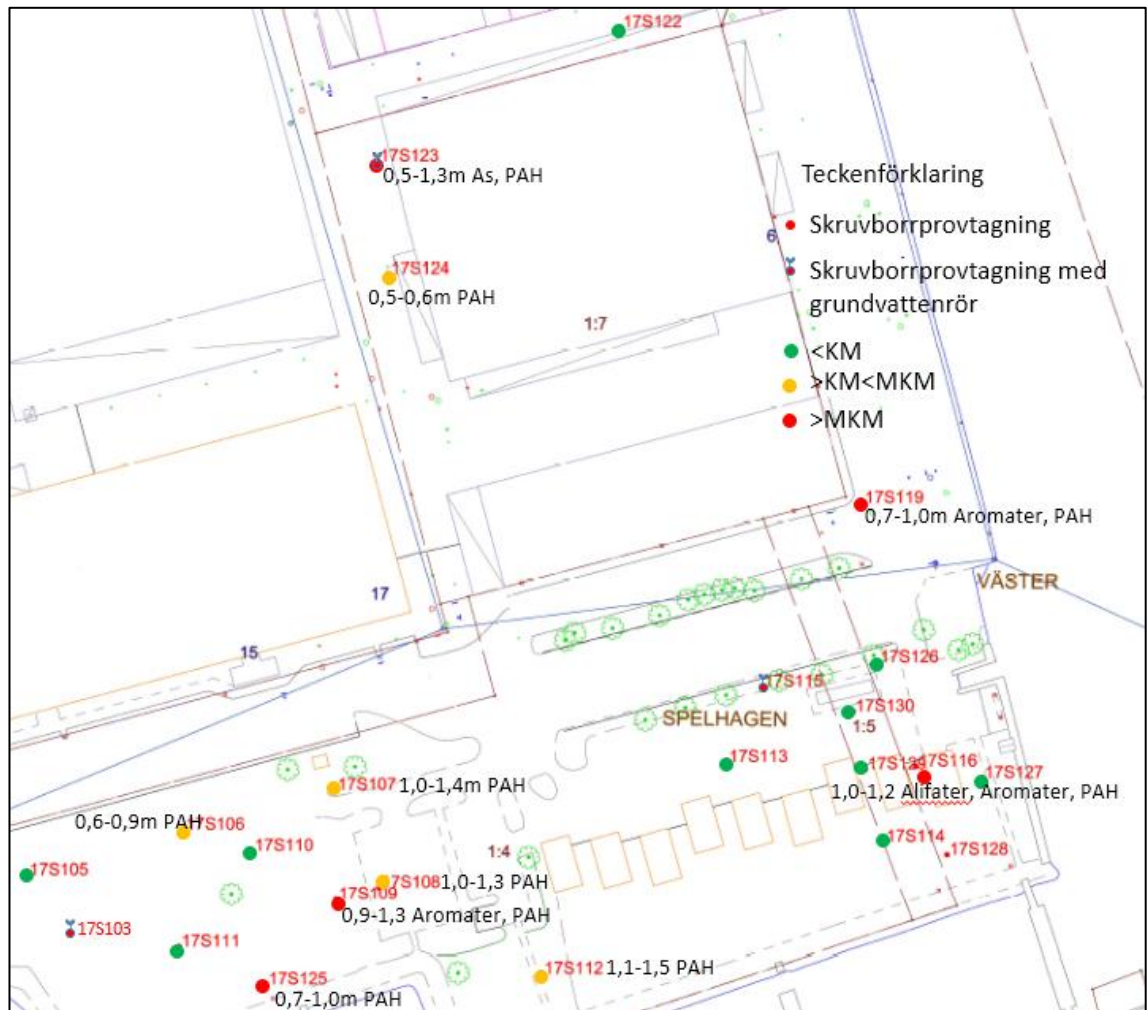 17S122
17S123
0,5-1,3m As, PAH
Teckenförklaring
Skruvborrprovtagning
6
17S124
Skruvborrprovtagning med
grundvattenrör
0,5-0,6m PAH
1:7
<KM
>KM<MKM
>MKM
17S119
0,7-1,0m Aromater, PAH
VÄSTER
17
15
17S126
17S115
SPELHAGEN
17S130
1:5
17S113
17S116
17S127
17S107 1,0-1,4m PAH
1,0-1,2 Alifater, Aromater, PAH
0,6-0,9m PAH
17S106
17S110
17S114
1:4
17S128
17S105
17S108 1,0-1,3 PAH
17S109
0,9-1,3 Aromater, PAH
17S103
17S111
17S112 1,1-1,5 PAH
17S125
0,7-1,0m PAH